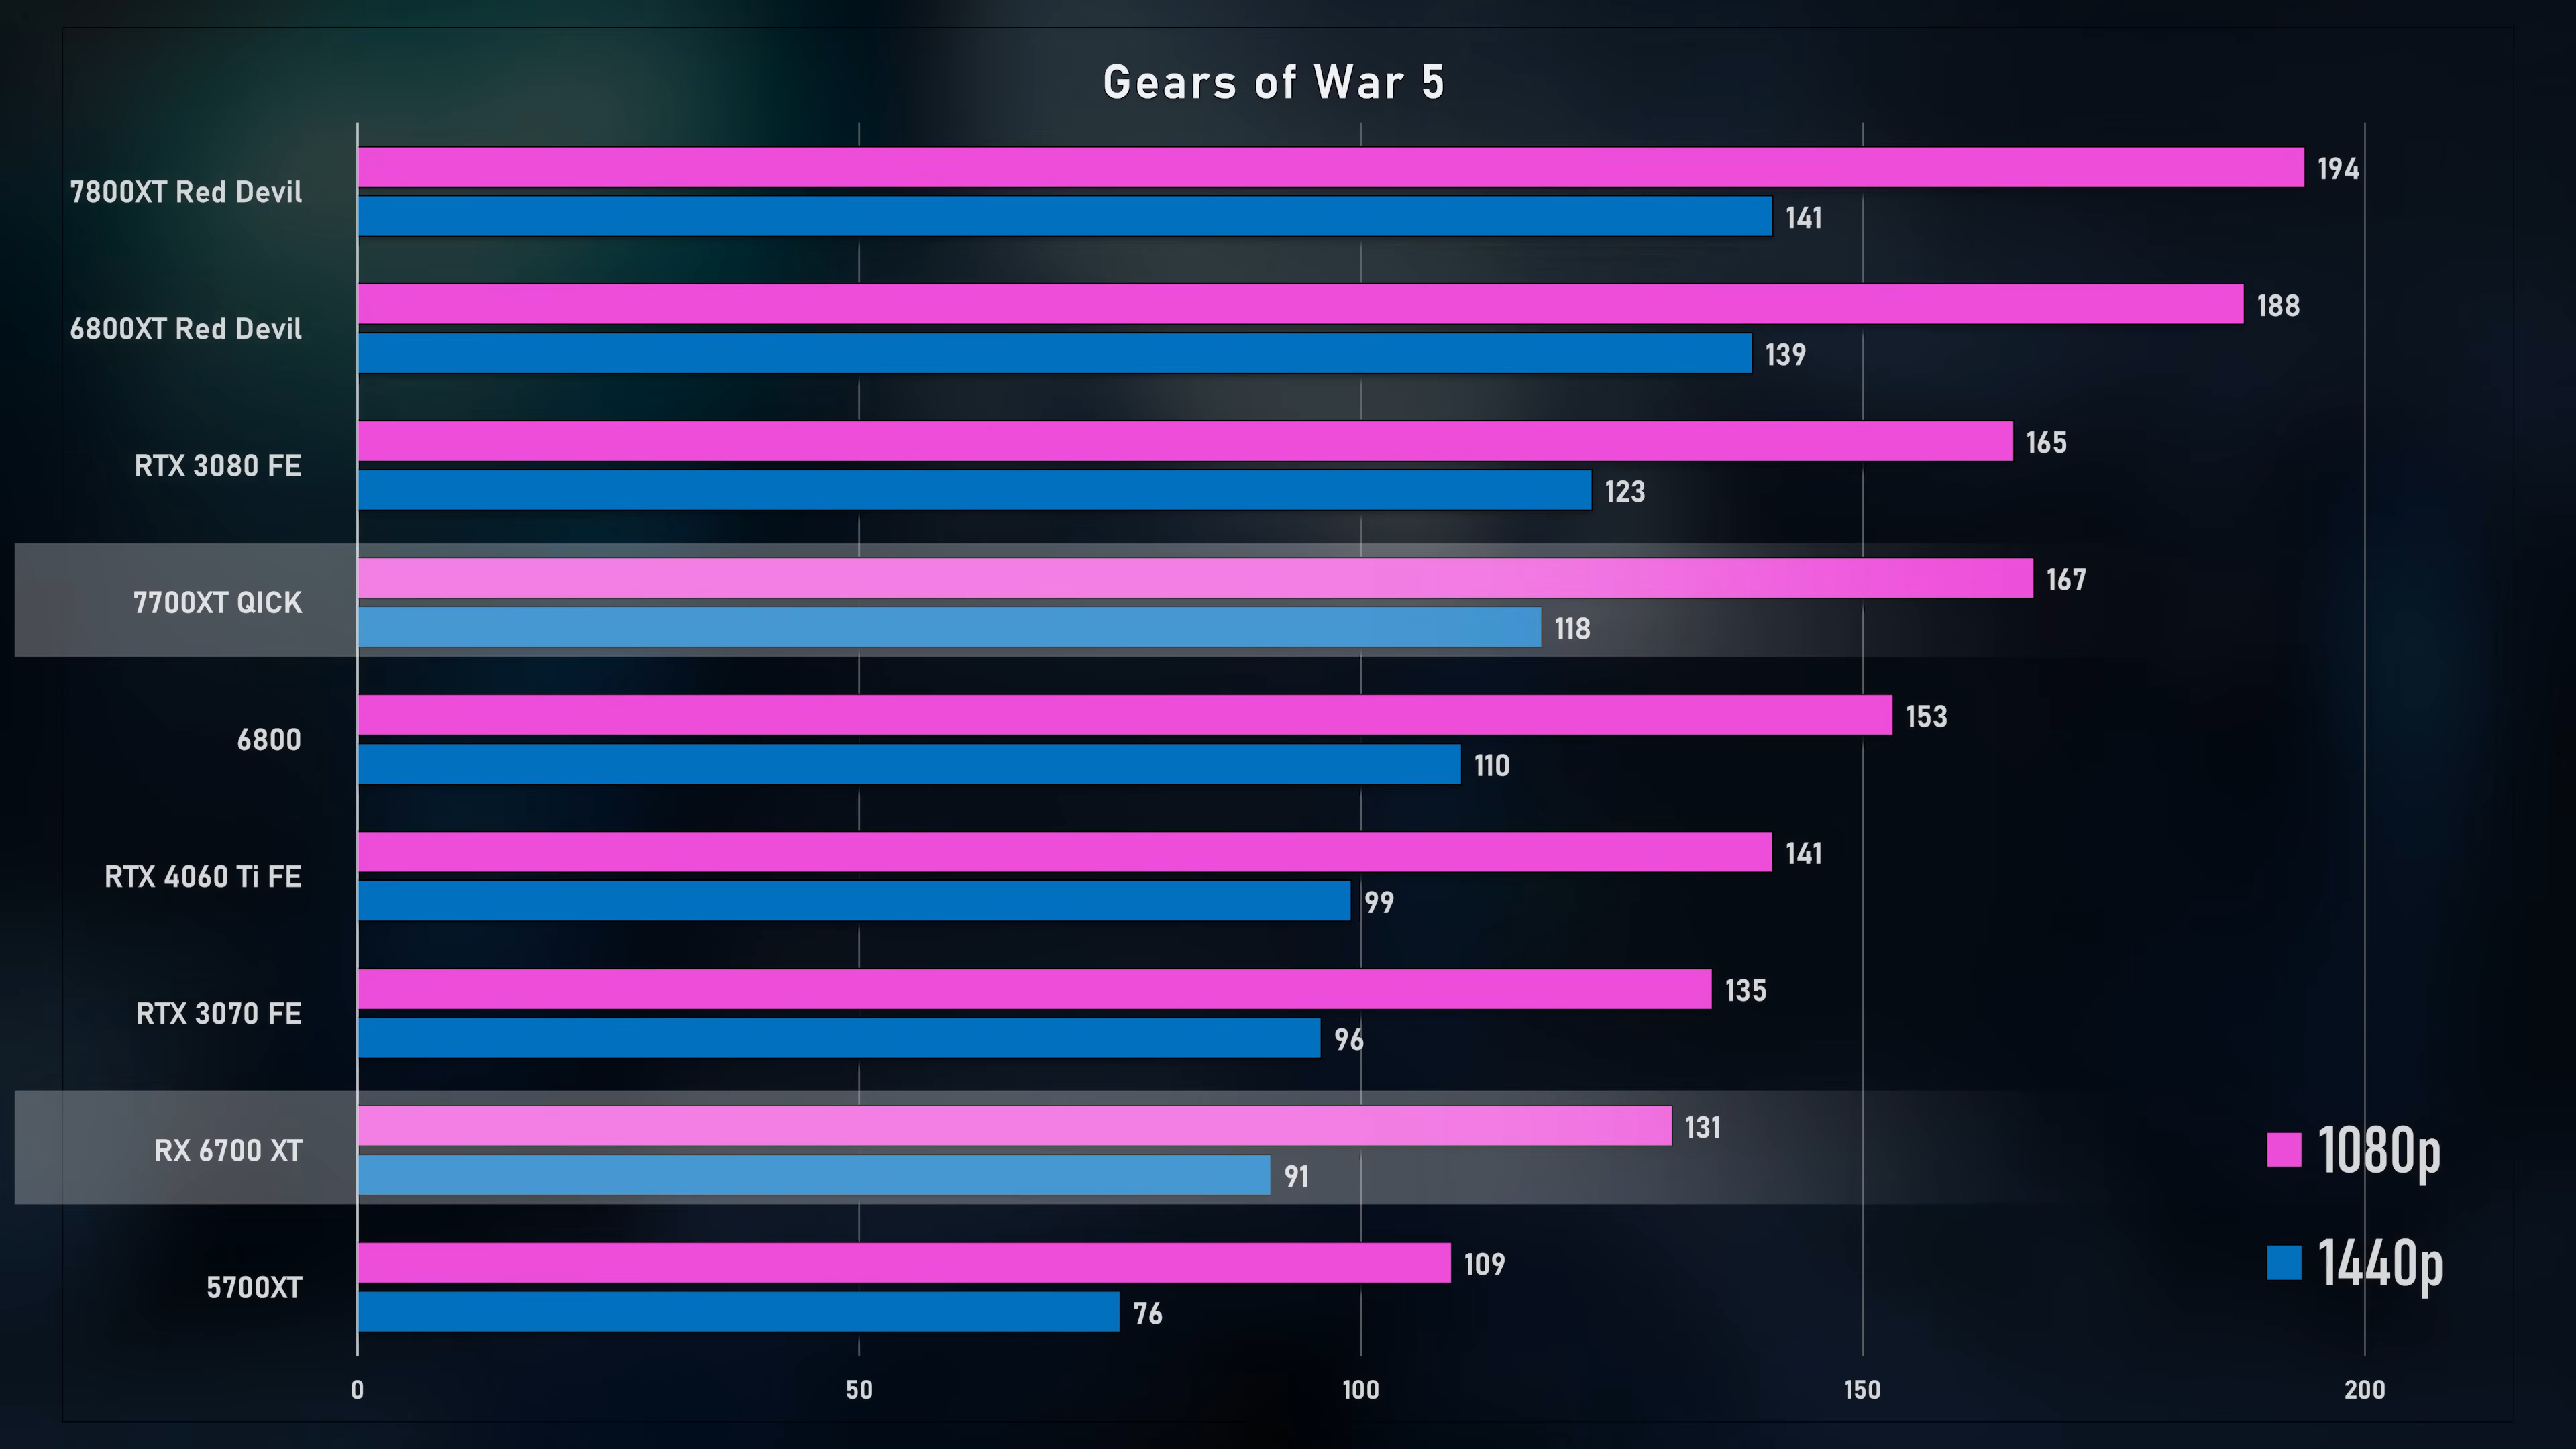 Gears of War 5
7800XT Red Devil
194
141
6800XT Red Devil
188
139
RTX 3080 FE
165
123
7700XT QICK
167
118
6800
153
110
RTX 4060 Ti FE
141
99
RTX 3070 FE
135
96
RX 6700 XT
131
91
5700XT
109
76
1080p
1440p
0 50 100 150 200